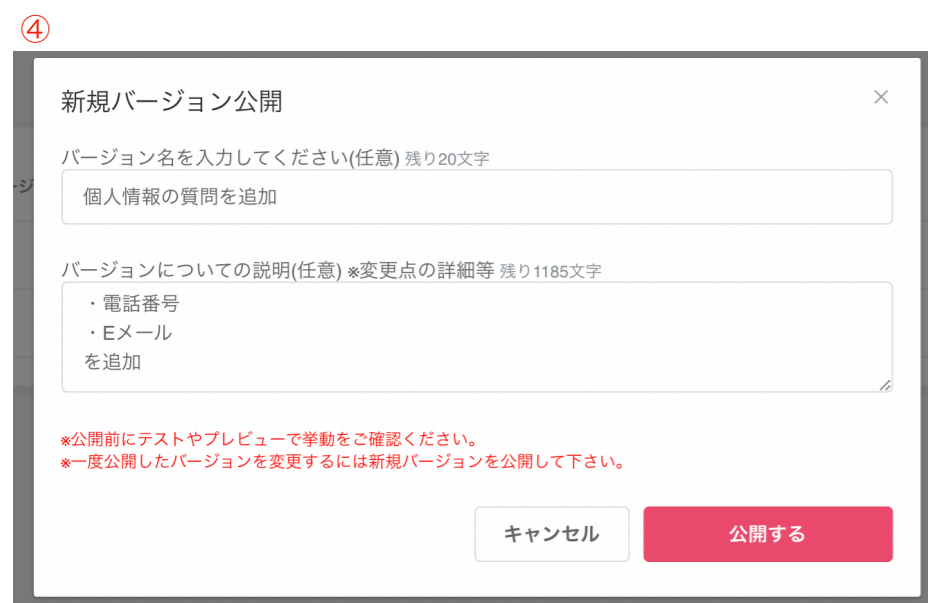 ④
新規バージョン公開 ×
バージョン名を入力してください(任意) 残り20文字
個人情報の質問を追加
バージョンについての説明(任意) ※変更点の詳細等 残り1185文字
・電話番号
・Eメール
を追加
※公開前にテストやプレビューで挙動をご確認ください。
※一度公開したバージョンを変更するには新規バージョンを公開して下さい。
キャンセル 公開する